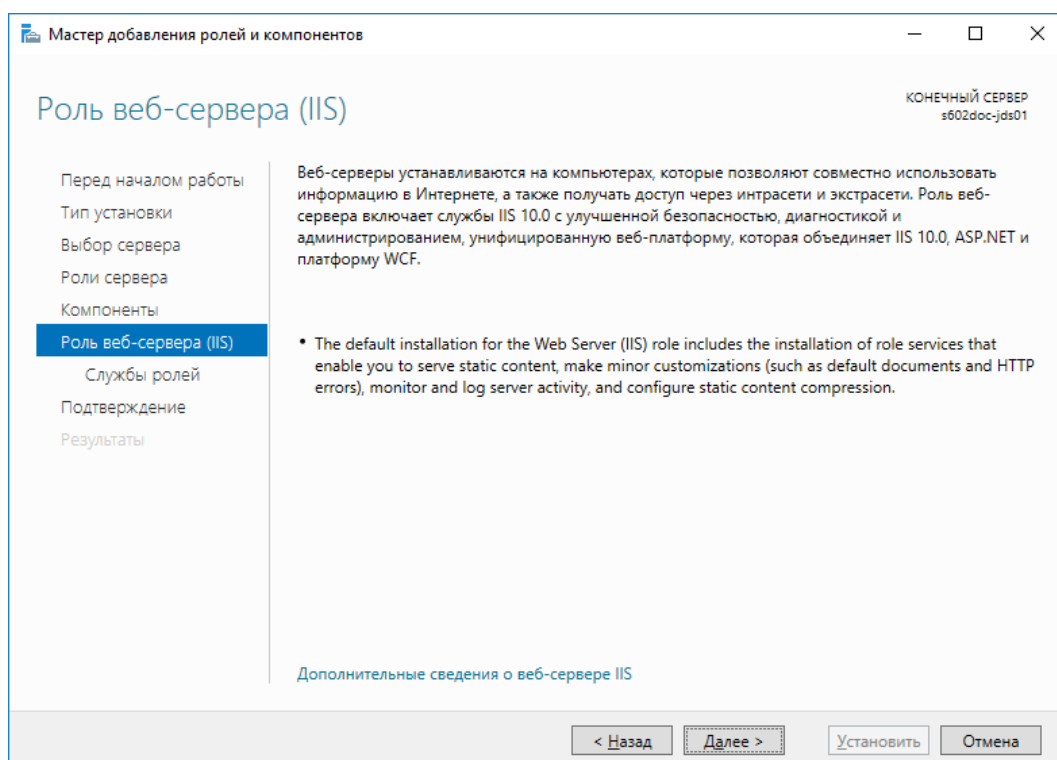 Мастер добавления ролей и компонентов
Роль веб-сервера (IIS)
КОНЕЧНЫЙ СЕРВЕР
s602doc-jds01
Перед началом работы
Тип установки
Выбор сервера
Роли сервера
Компоненты
Роль веб-сервера (IIS)
Службы ролей
Подтверждение
Результаты
Веб-серверы устанавливаются на компьютерах, которые позволяют совместно использовать
информацию в Интернете, а также получать доступ через интрасети и экстрасети. Роль веб-
сервера включает службы IIS 10.0 с улучшенной безопасностью, диагностикой и
администрированием, унифицированную веб-платформу, которая объединяет IIS 10.0, ASP.NET и
платформу WCF.
• The default installation for the Web Server (IIS) role includes the installation of role services that
enable you to serve static content, make minor customizations (such as default documents and HTTP
errors), monitor and log server activity, and configure static content compression.
Дополнительные сведения о веб-сервере IIS
< Назад
Далее >
Установить
Отмена